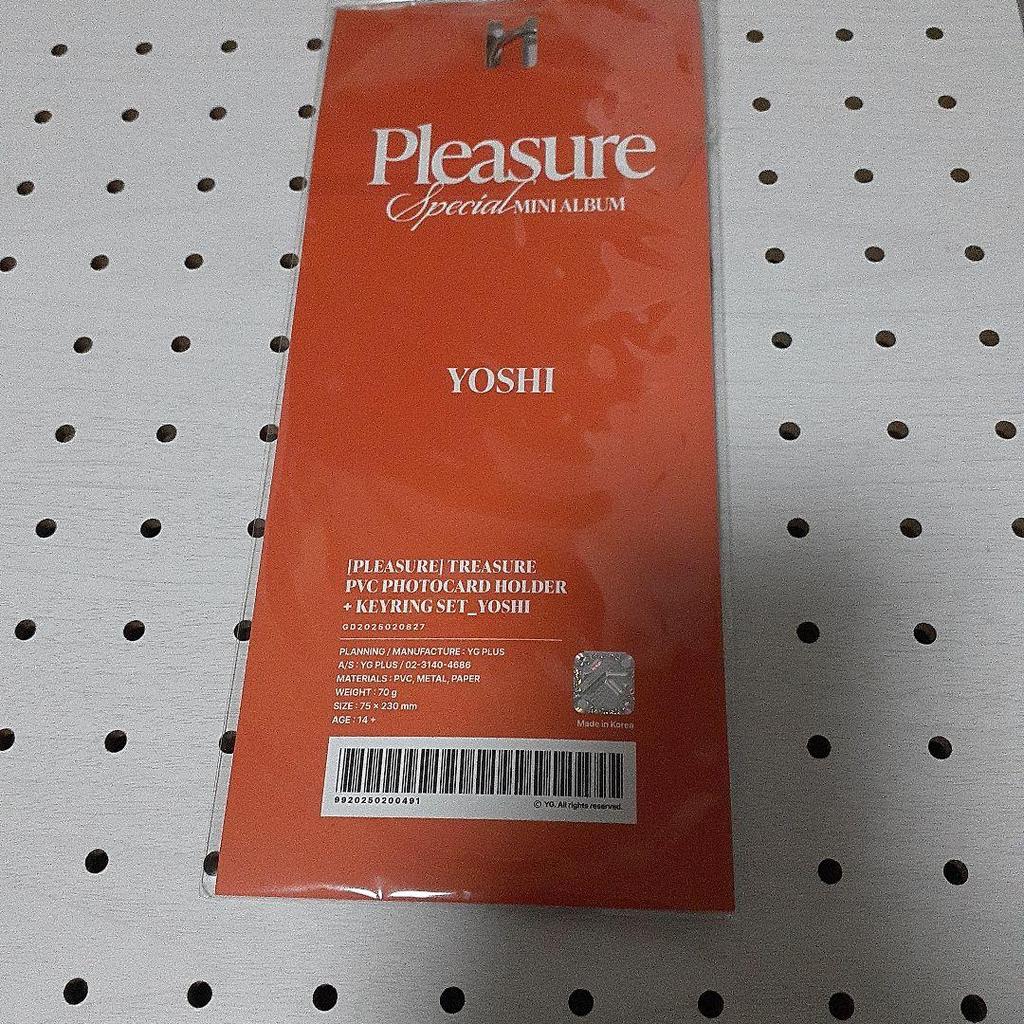 Pleasure
Special MINI ALBUM
YOSHI
[PLEASURE] TREASURE
PVC PHOTOCARD HOLDER
+ KEYRING SET_YOSHI
GD2025020827
PLANNING / MANUFACTURE : YG PLUS
A/S : YG PLUS / 02-3140-4686
MATERIALS : PVC, METAL, PAPER
WEIGHT : 70 g
SIZE : 75 × 230 mm
AGE : 14 +
Made in Korea
9920250200491
© YG. All rights reserved.